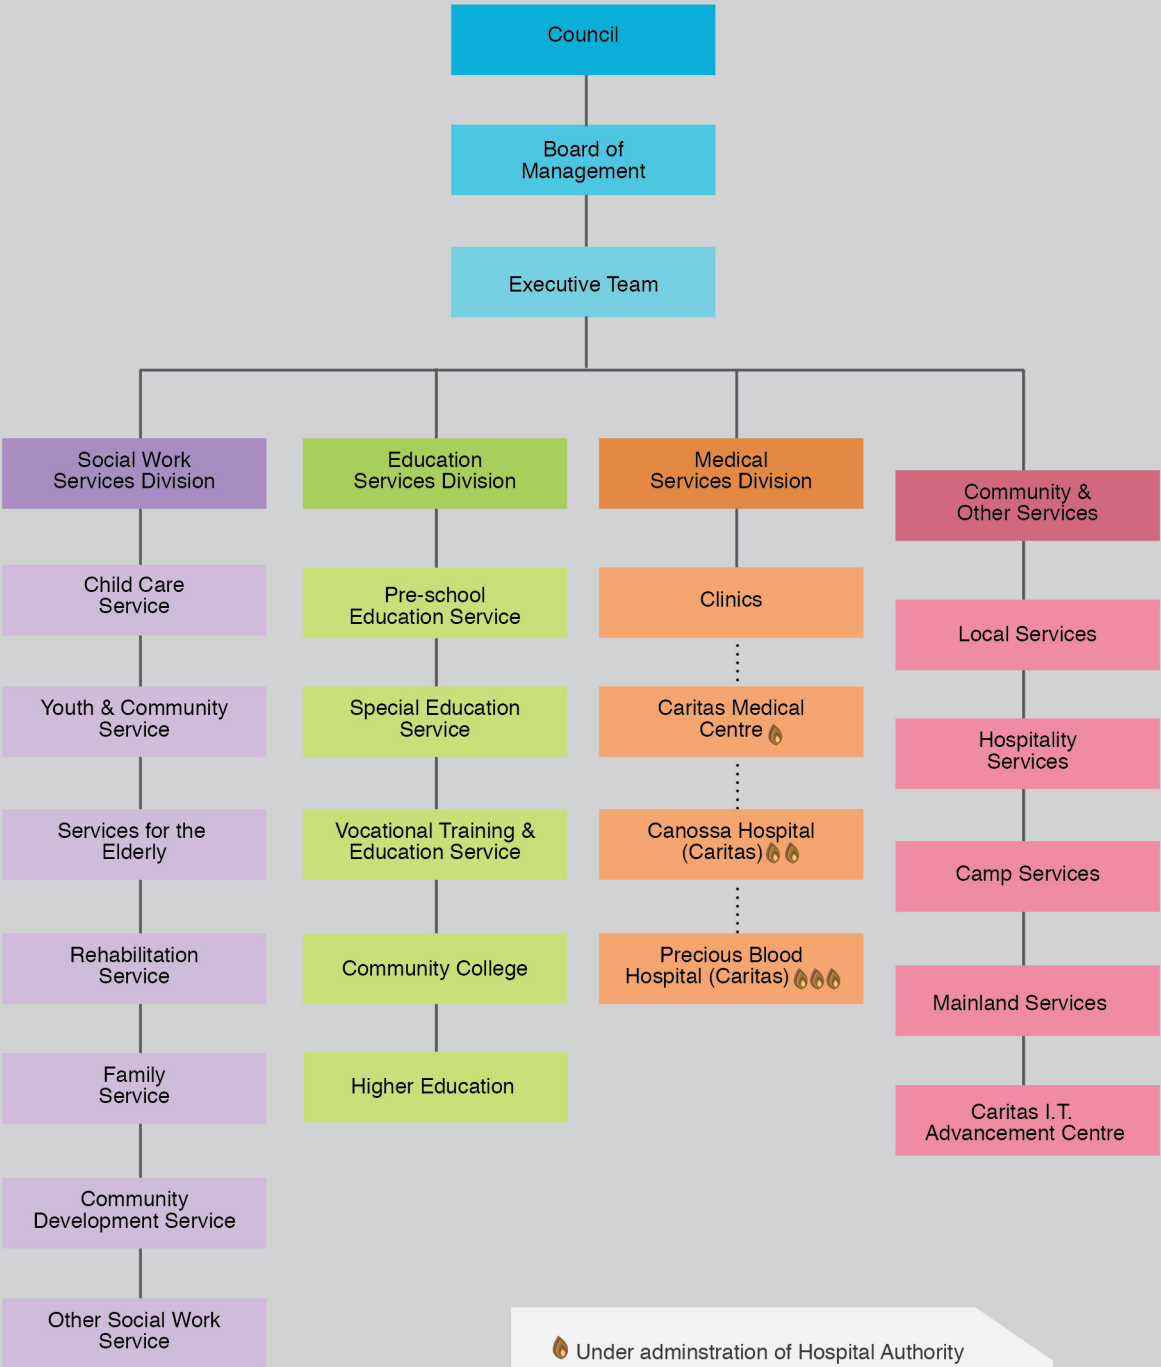 Council
Board of
Management
Executive Team
Social Work
Services Division
Child Care
Service
Youth & Community
Service
Services for the
Elderly
Rehabilitation
Service
Family
Service
Community
Development Service
Other Social Work
Service
Education
Services Division
Pre-school
Education Service
Special Education
Service
Vocational Training &
Education Service
Community College
Higher Education
Medical
Services Division
Clinics
Caritas Medical
Centre
Canossa Hospital
(Caritas)
Precious Blood
Hospital (Caritas)
Community &
Other Services
Local Services
Hospitality
Services
Camp Services
Mainland Services
Caritas I.T.
Advancement Centre
Under adminstration of Hospital Authority